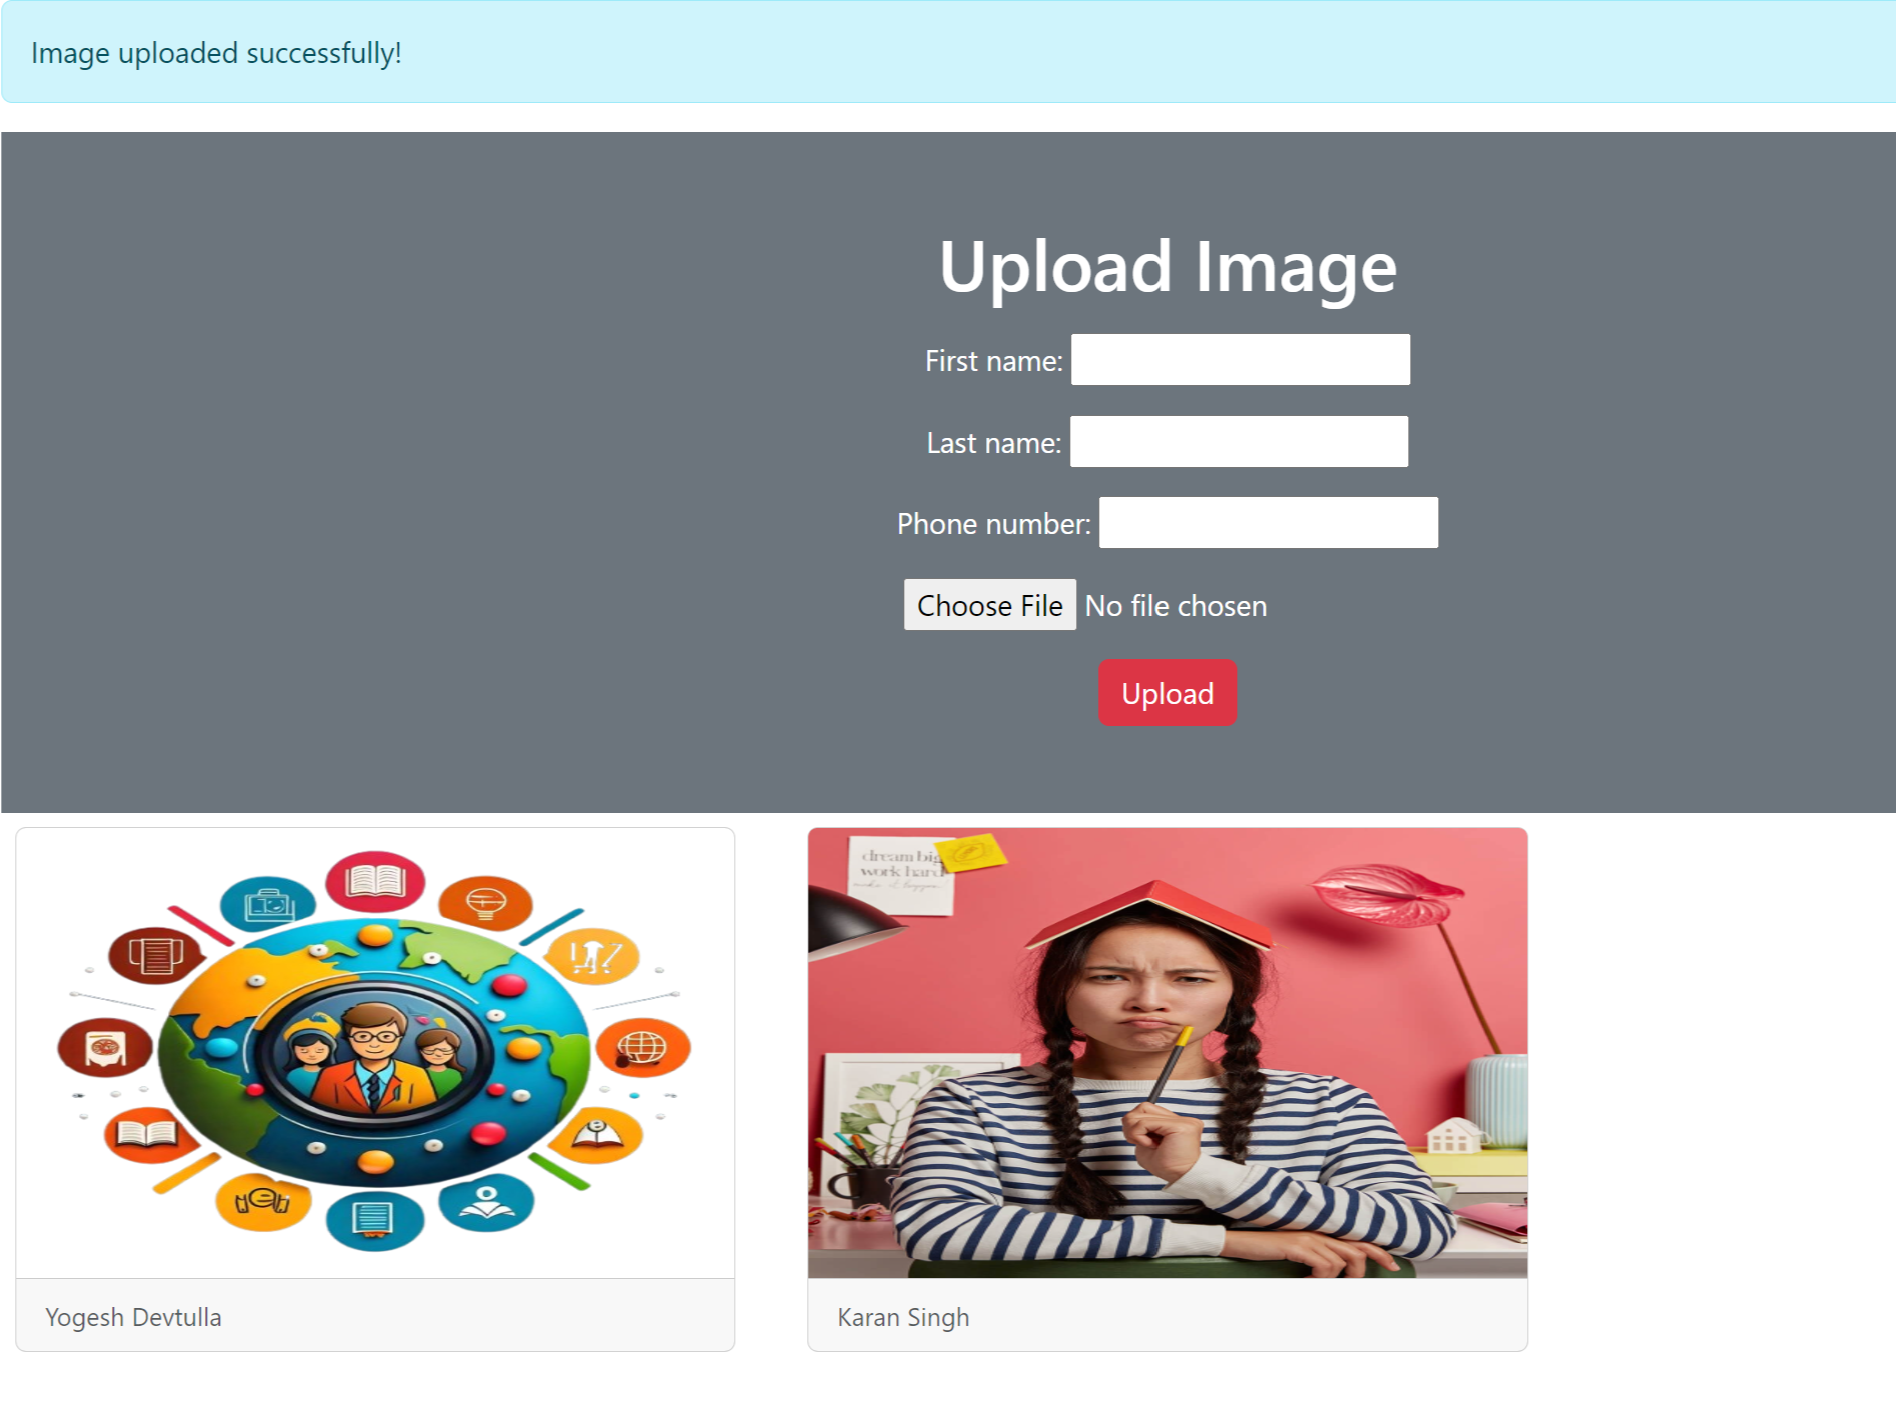 Image uploaded successfully!
Upload Image
First name:
Last name:
Phone number:
Choose File No file chosen
Upload
dream big
work hard
Yogesh Devtulla
Karan Singh